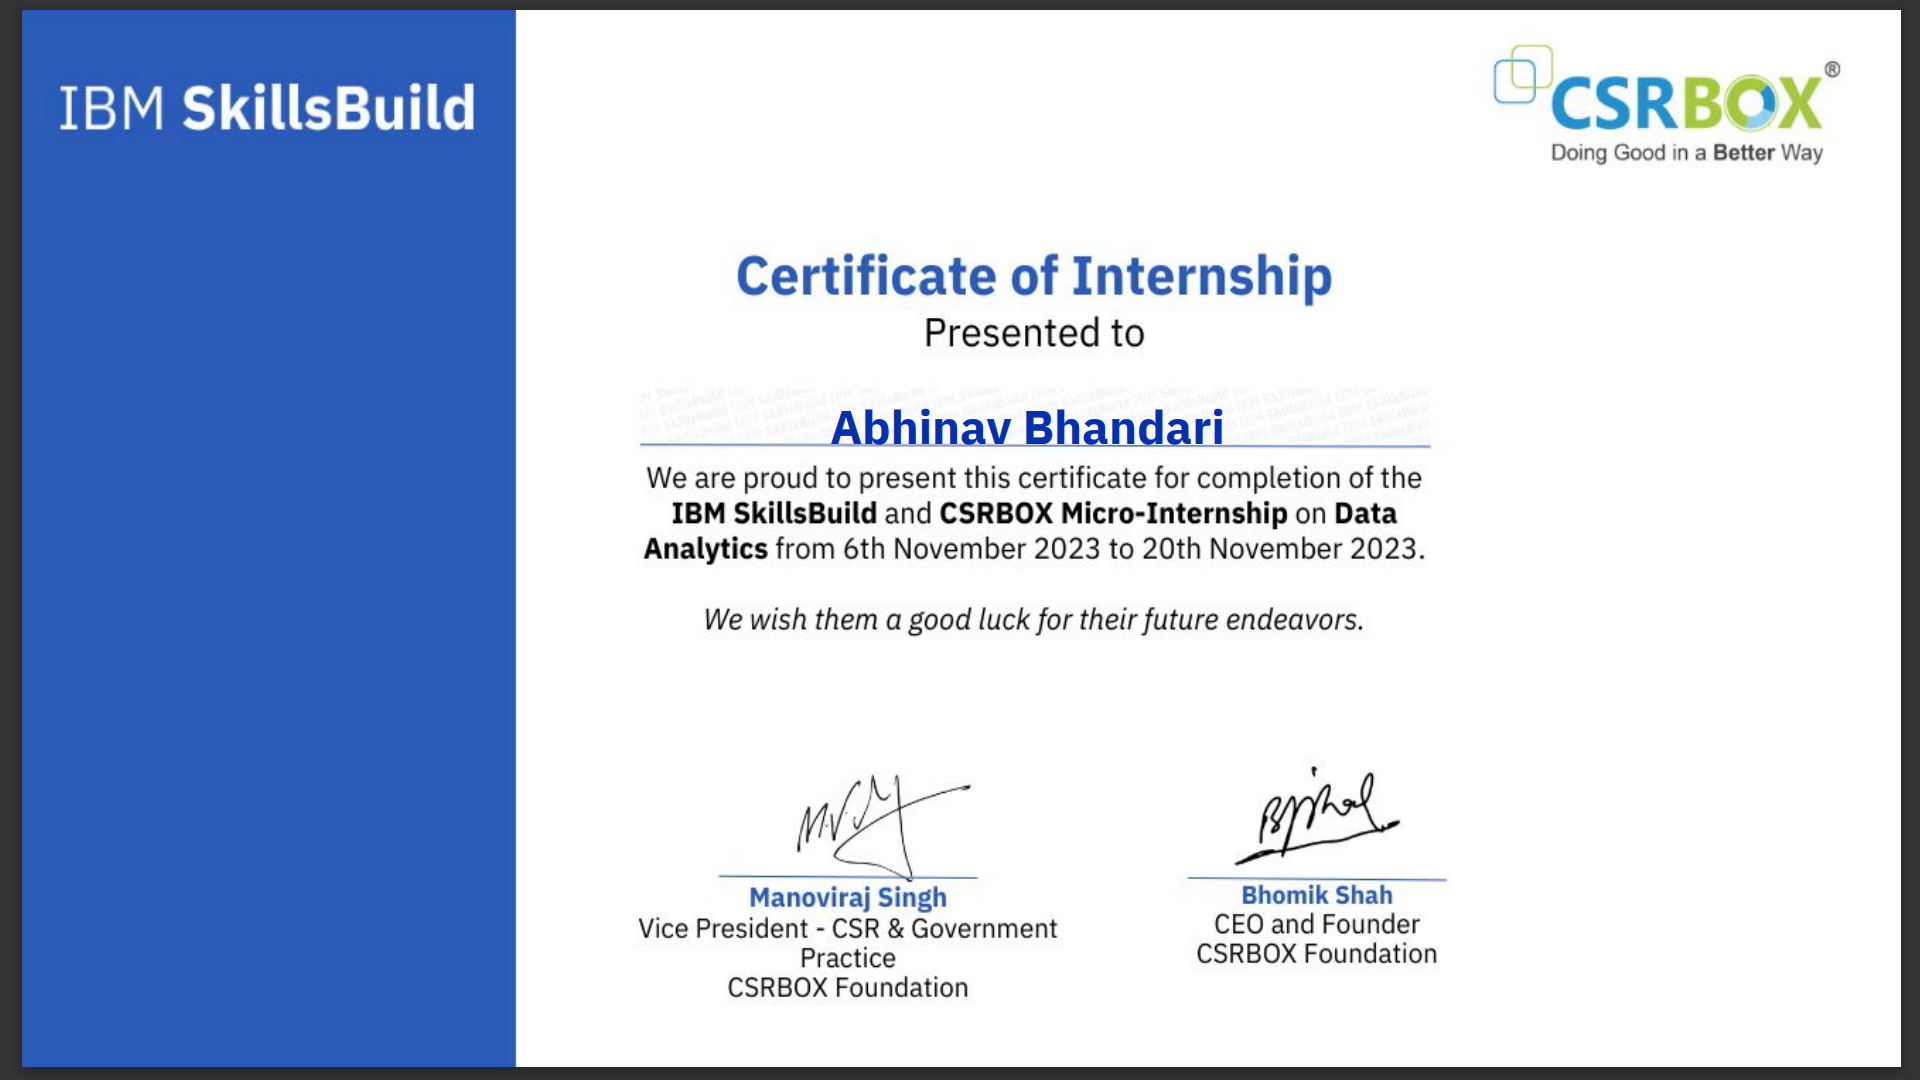 IBM SkillsBuild
CSRBOX®
Doing Good in a Better Way
Certificate of Internship
Presented to
Abhinav Bhandari
We are proud to present this certificate for completion of the
IBM SkillsBuild and CSRBOX Micro-Internship on Data
Analytics from 6th November 2023 to 20th November 2023.
We wish them a good luck for their future endeavors.
Manoviraj Singh
Vice President - CSR & Government
Practice
CSRBOX Foundation
Bhomik Shah
CEO and Founder
CSRBOX Foundation